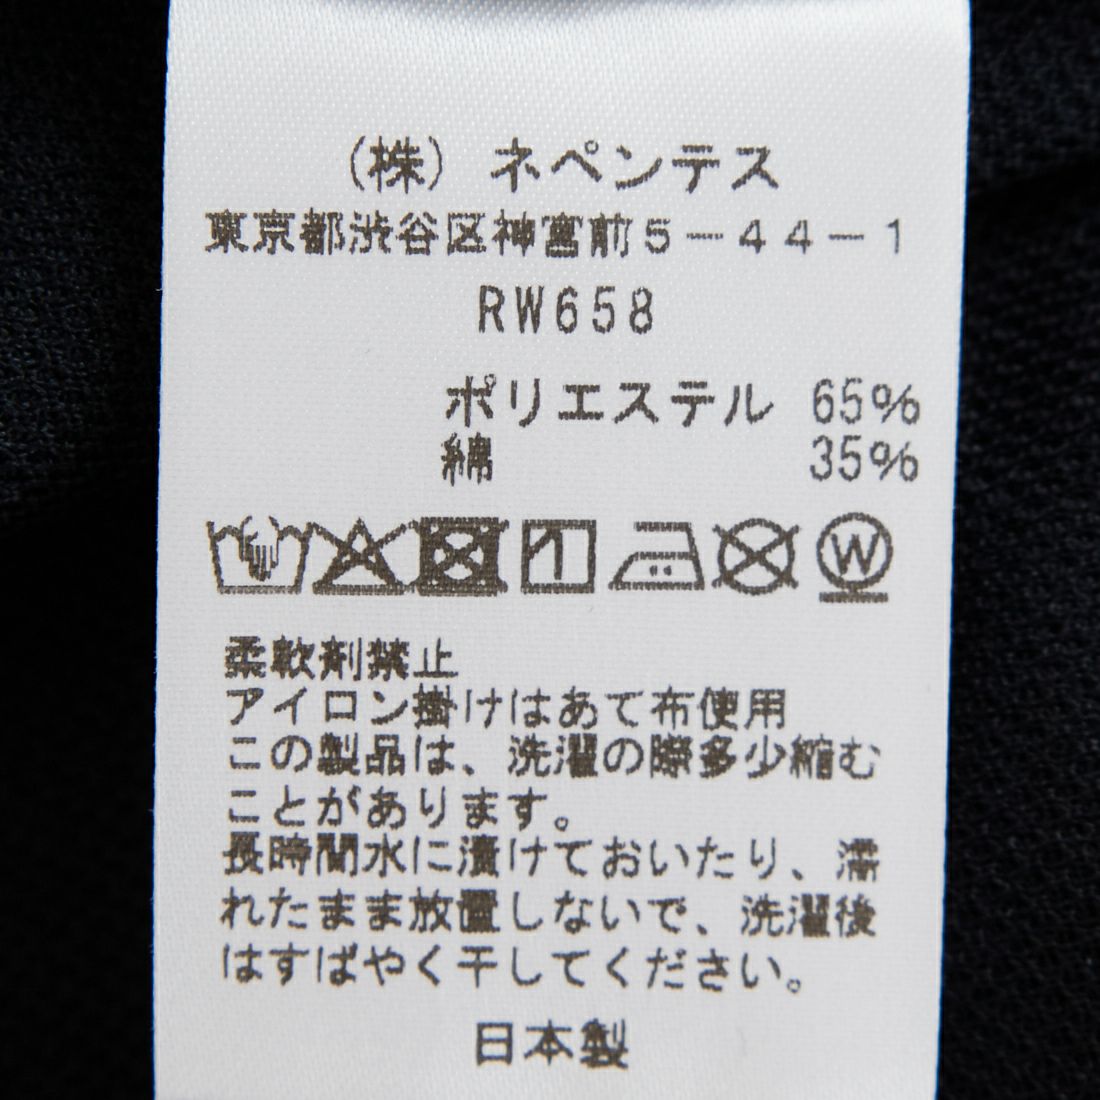 (株) ネペンテス
東京都渋谷区神宮前5－44－1
RW658
ポリエステル 65%
綿 35%
W
柔軟剤禁止
アイロン掛けはあて布使用
この製品は、洗濯の際多少縮む
ことがあります。
長時間水に漬けておいたり、濡
れたまま放置しないで、洗濯後
はすばやく干してください。
日本製